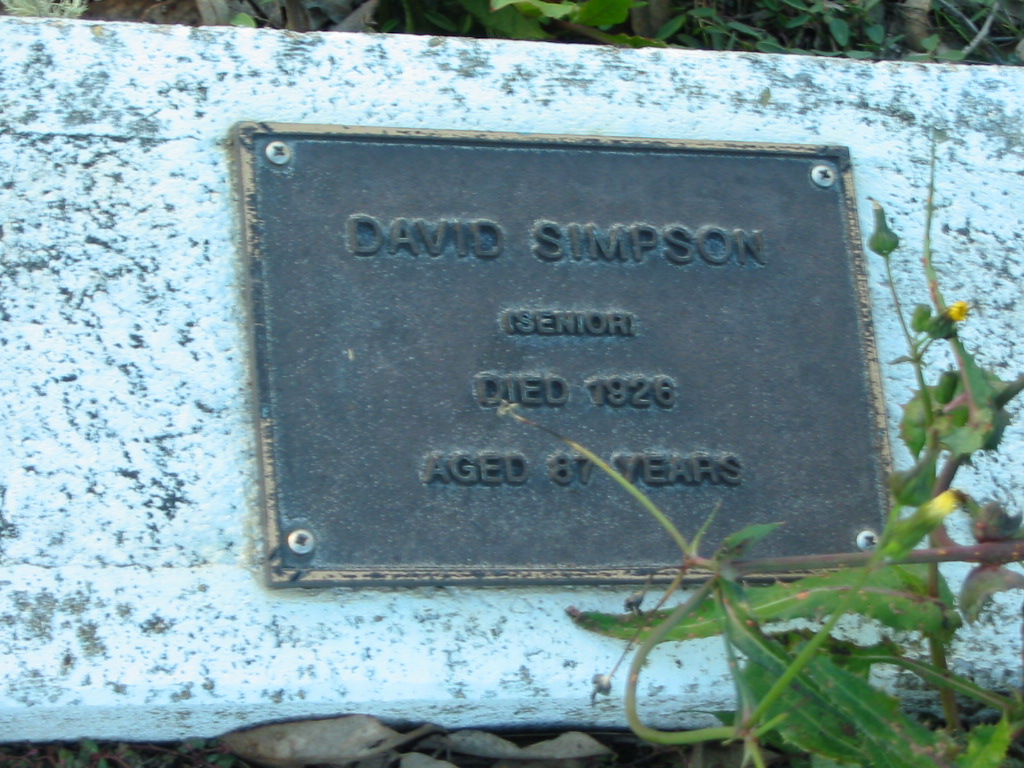 DAVID SIMPSON
(SENIOR)
DIED 1926
AGED 87 YEARS